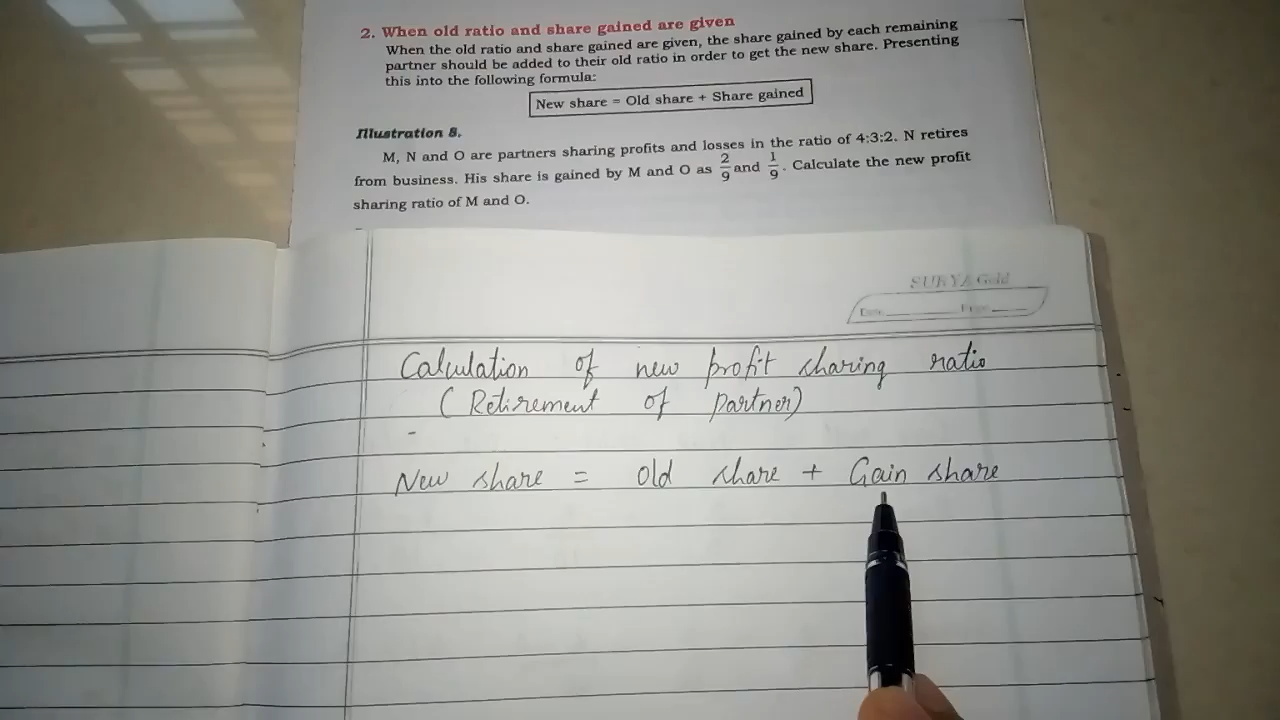 2. When old ratio and share gained are given
When the old ratio and share gained are given, the share gained by each remaining
partner should be added to their old ratio in order to get the new share. Presenting
this into the following formula:
New share = Old share + Share gained
Illustration 8.
M, N and O are partners sharing profits and losses in the ratio of 4:3:2. N retires
from business. His share is gained by M and O as 2/9 and 1/9. Calculate the new profit
sharing ratio of M and O.
SURYA Gold
Date Page
Calculation of new profit sharing ratio
(Retirement of partner)
New share = Old share + Gain share